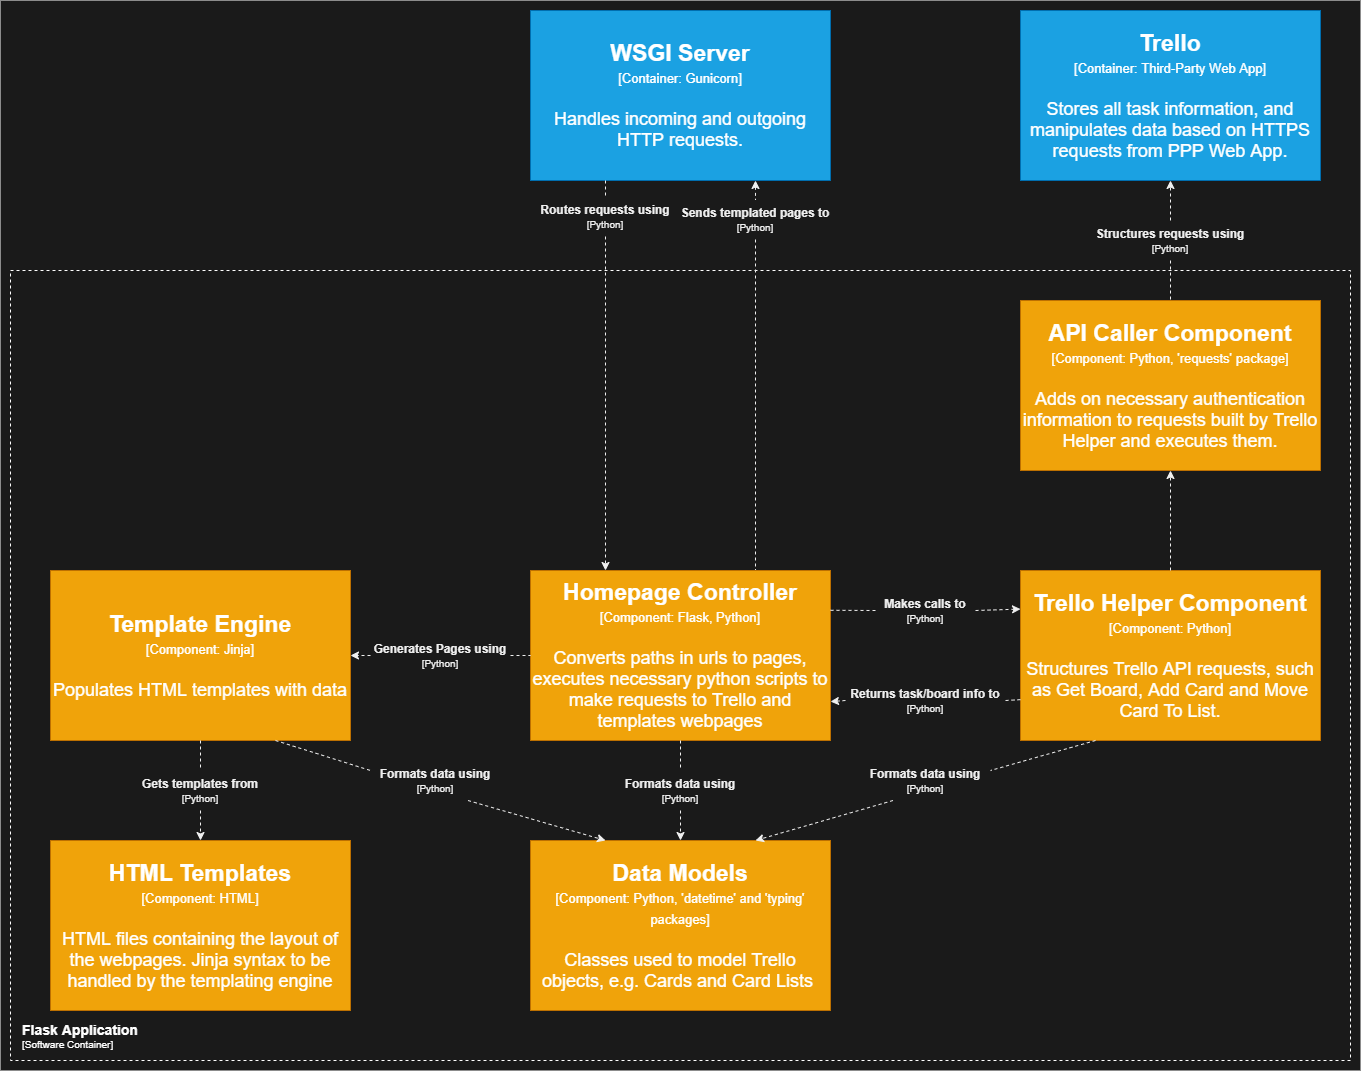 WSGI Server
[Container: Gunicorn]
Handles incoming and outgoing
HTTP requests.
Trello
[Container: Third-Party Web App]
Stores all task information, and
manipulates data based on HTTPS
requests from PPP Web App.
Routes requests using
[Python]
Sends templated pages to
[Python]
Structures requests using
[Python]
API Caller Component
[Component: Python, 'requests' package]
Adds on necessary authentication
information to requests built by Trello
Helper and executes them.
Template Engine
[Component: Jinja]
Populates HTML templates with data
Generates Pages using
[Python]
Homepage Controller
[Component: Flask, Python]
Converts paths in urls to pages,
executes necessary python scripts to
make requests to Trello and
templates webpages
Makes calls to
[Python]
Returns task/board info to
[Python]
Trello Helper Component
[Component: Python]
Structures Trello API requests, such
as Get Board, Add Card and Move
Card To List.
Gets templates from
[Python]
Formats data using
[Python]
Formats data using
[Python]
Formats data using
[Python]
HTML Templates
[Component: HTML]
HTML files containing the layout of
the webpages. Jinja syntax to be
handled by the templating engine
Data Models
[Component: Python, 'datetime' and 'typing'
packages]
Classes used to model Trello
objects, e.g. Cards and Card Lists
Flask Application
[Software Container]